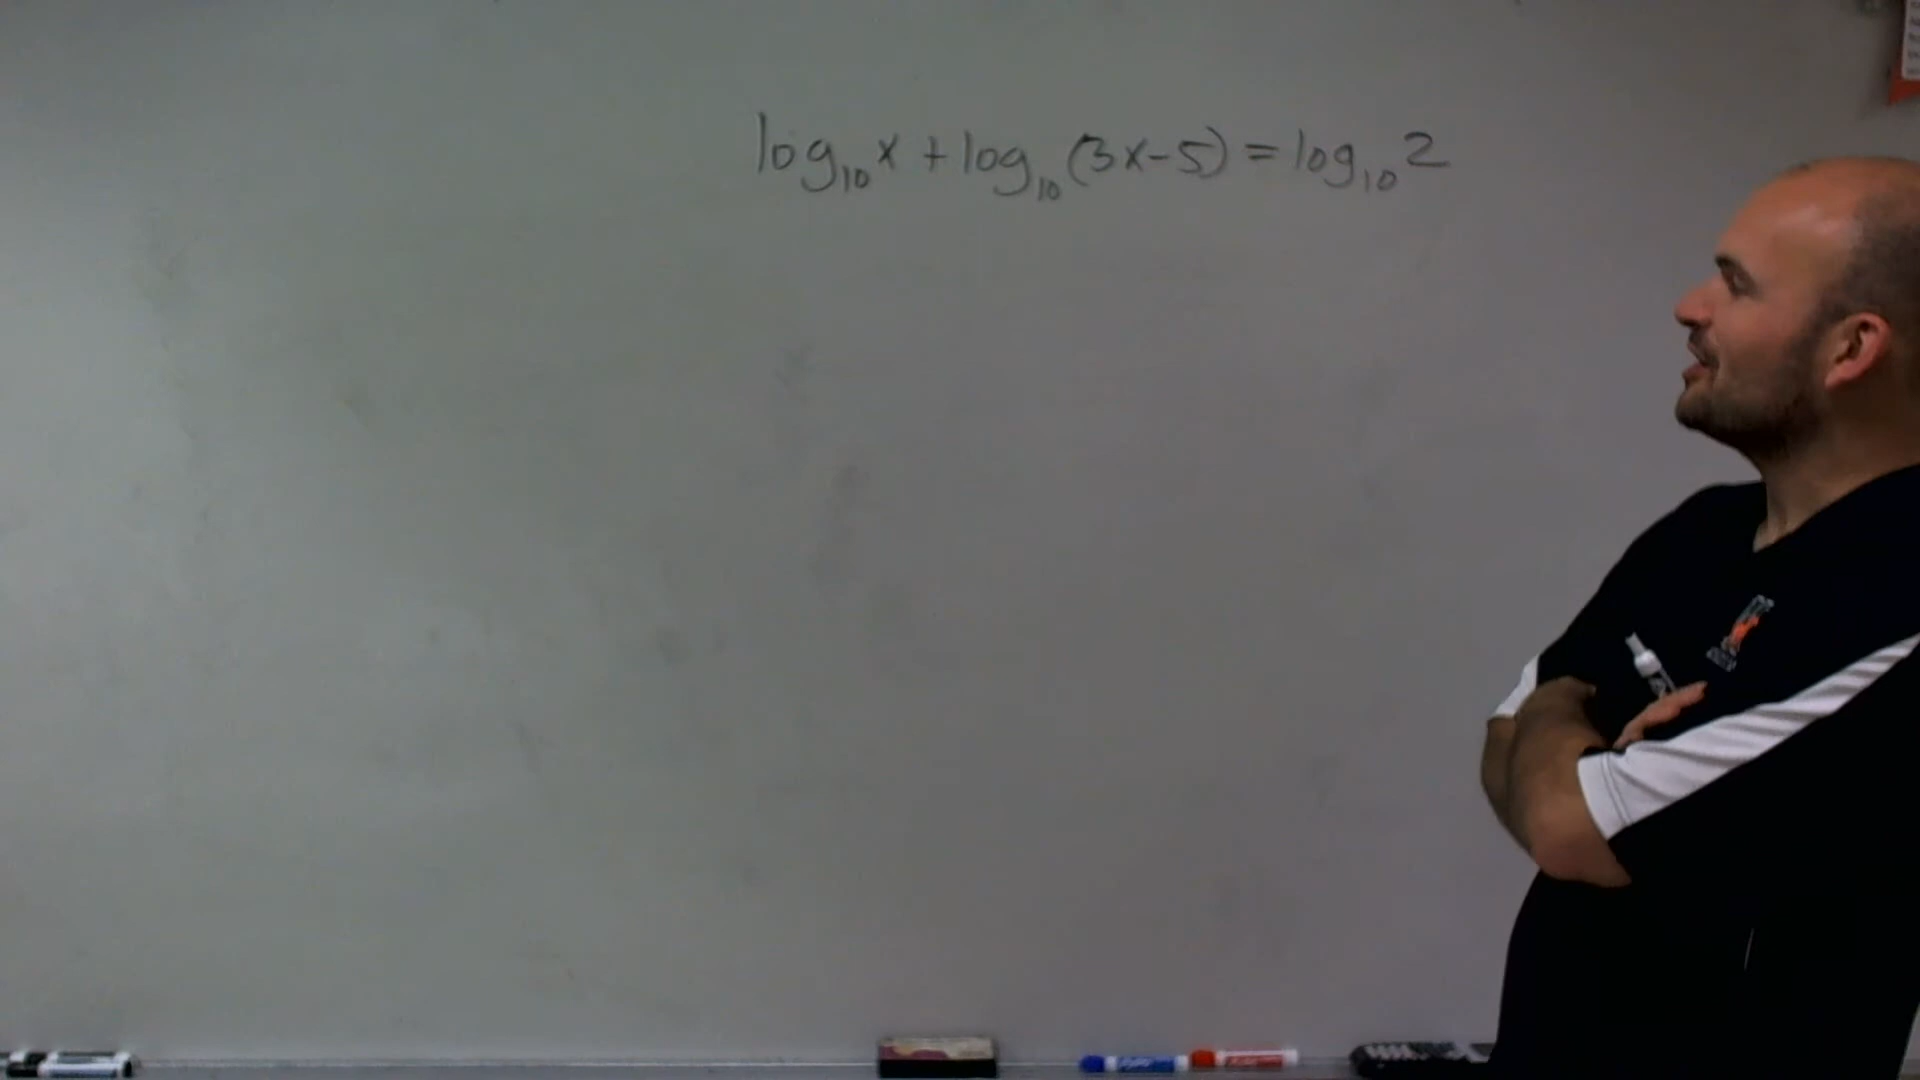 log₁₀x + log₁₀(3x-5) = log₁₀2